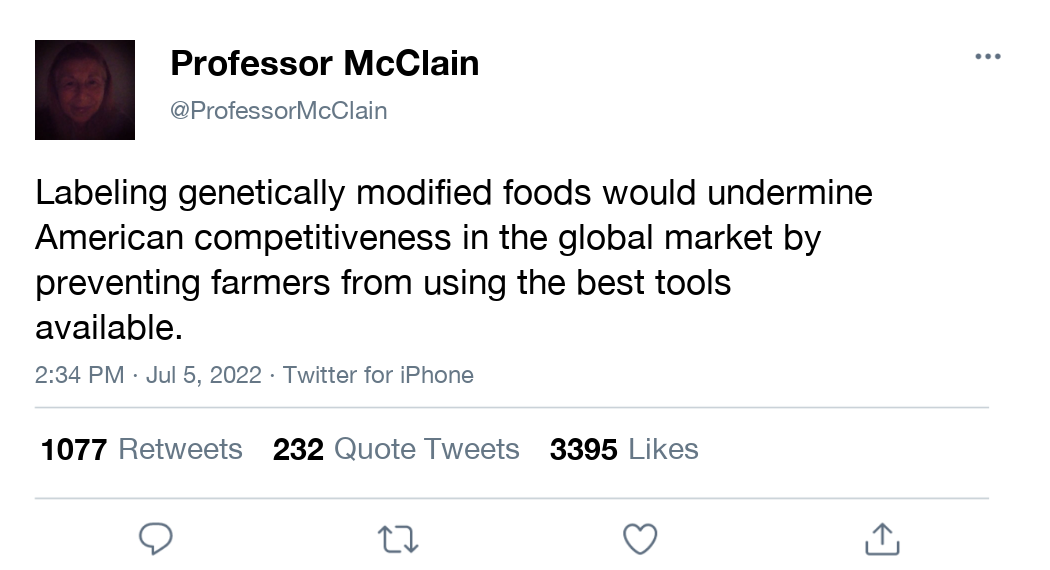 Professor McClain
@ProfessorMcClain
Labeling genetically modified foods would undermine
American competitiveness in the global market by
preventing farmers from using the best tools
available.
2:34 PM · Jul 5, 2022 · Twitter for iPhone
1077 Retweets 232 Quote Tweets 3395 Likes